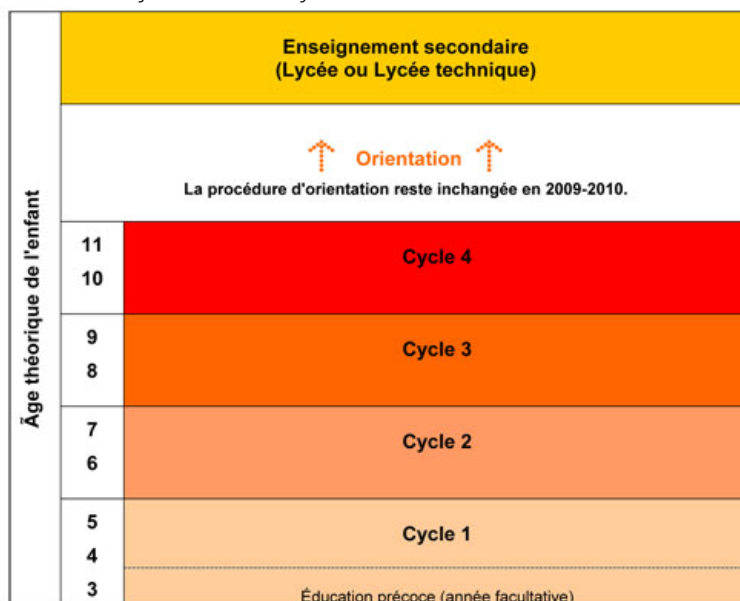 Enseignement secondaire
(Lycée ou Lycée technique)
Orientation
La procédure d'orientation reste inchangée en 2009-2010.
Ãge théorique de l'enfant
11
10
Cycle 4
9
8
Cycle 3
7
6
Cycle 2
5
4
Cycle 1
3
Éducation précoce (année facultative)